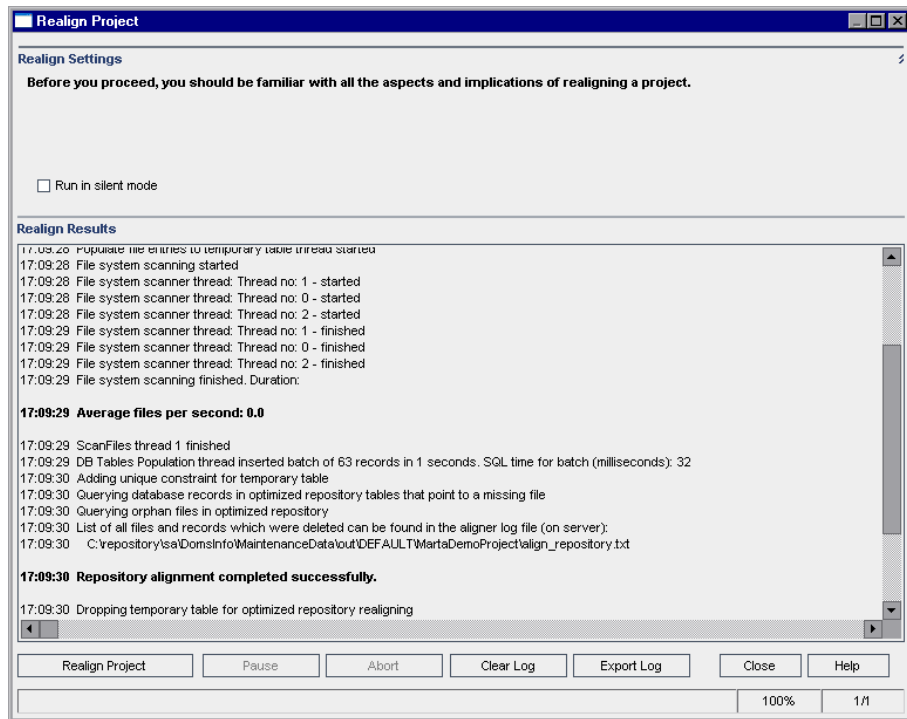 Realign Project
Realign Settings
Before you proceed, you should be familiar with all the aspects and implications of realigning a project.
Run in silent mode
Realign Results
17:09:28 Populate file entries to temporary table thread started
17:09:28 File system scanning started
17:09:28 File system scanner thread: Thread no: 1 - started
17:09:28 File system scanner thread: Thread no: 0 - started
17:09:28 File system scanner thread: Thread no: 2 - started
17:09:29 File system scanner thread: Thread no: 1 - finished
17:09:29 File system scanner thread: Thread no: 0 - finished
17:09:29 File system scanner thread: Thread no: 2 - finished
17:09:29 File system scanning finished. Duration:
17:09:29 Average files per second: 0.0
17:09:29 ScanFiles thread 1 finished
17:09:29 DB Tables Population thread inserted batch of 63 records in 1 seconds. SQL time for batch (milliseconds): 32
17:09:30 Adding unique constraint for temporary table
17:09:30 Querying database records in optimized repository tables that point to a missing file
17:09:30 Querying orphan files in optimized repository
17:09:30 List of all files and records which were deleted can be found in the aligner log file (on server):
17:09:30 C:\repository\sa\DomsInfo\MaintenanceData\out\DEFAULT\MartaDemoProject\align_repository.txt
17:09:30 Repository alignment completed successfully.
17:09:30 Dropping temporary table for optimized repository realigning
Realign Project Pause Abort Clear Log Export Log Close Help
100% 1/1